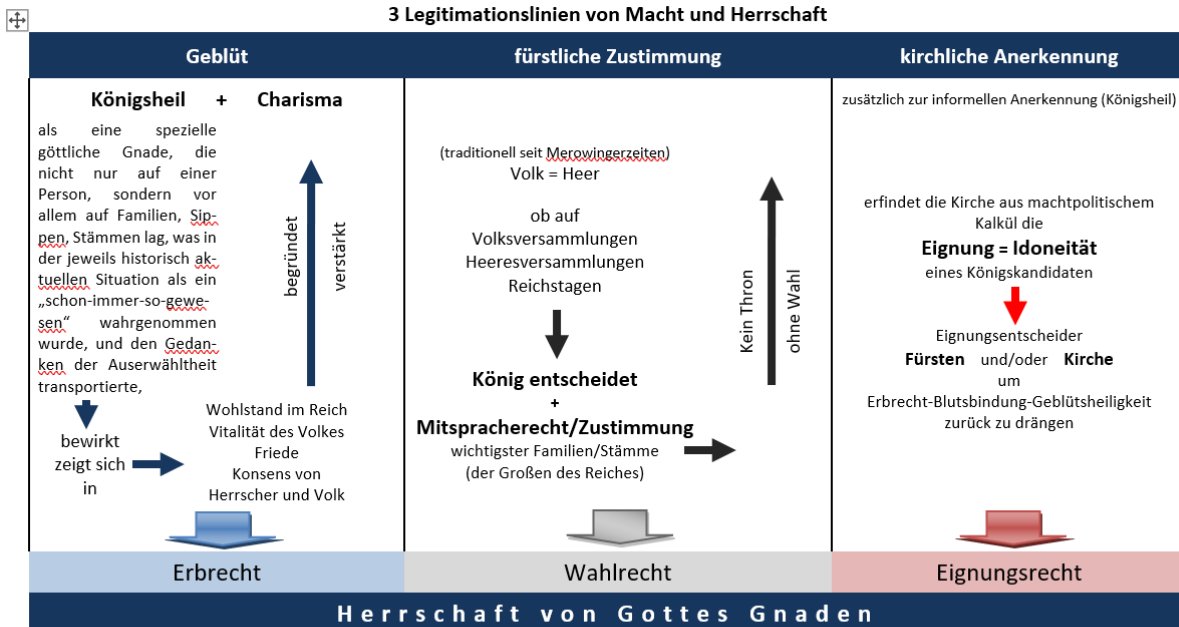 3 Legitimationslinien von Macht und Herrschaft
Geblüt
Königsheil + Charisma
als eine spezielle
göttliche Gnade, die
nicht nur auf einer
Person, sondern vor
allem auf Familien, Sip-
pen, Stämmen lag, was in
der jeweils historisch ak-
tuellen Situation als ein
„schon-immer-so-gewe-
sen“ wahrgenommen
wurde, und den Gedan-
ken der Auserwähltheit
transportierte,
bewirkt
zeigt sich
in
Wohlstand im Reich
Vitalität des Volkes
Friede
Konsens von
Herrscher und Volk
begründet
verstärkt
Erbrecht
fürstliche Zustimmung
(traditionell seit Merowingerzeiten)
Volk = Heer
ob auf
Volksversammlungen
Heeresversammlungen
Reichstagen
König entscheidet
+
Mitspracherecht/Zustimmung
wichtigster Familien/Stämme
(der Großen des Reiches)
Kein Thron
ohne Wahl
Wahlrecht
kirchliche Anerkennung
zusätzlich zur informellen Anerkennung (Königsheil)
erfindet die Kirche aus machtpolitischem
Kalkül die
Eignung = Idoneität
eines Königskandidaten
Eignungsentscheider
Fürsten und/oder Kirche
um
Erbrecht-Blutsbindung-Geblütsheiligkeit
zurück zu drängen
Eignungsrecht
Herrschaft von Gottes Gnaden